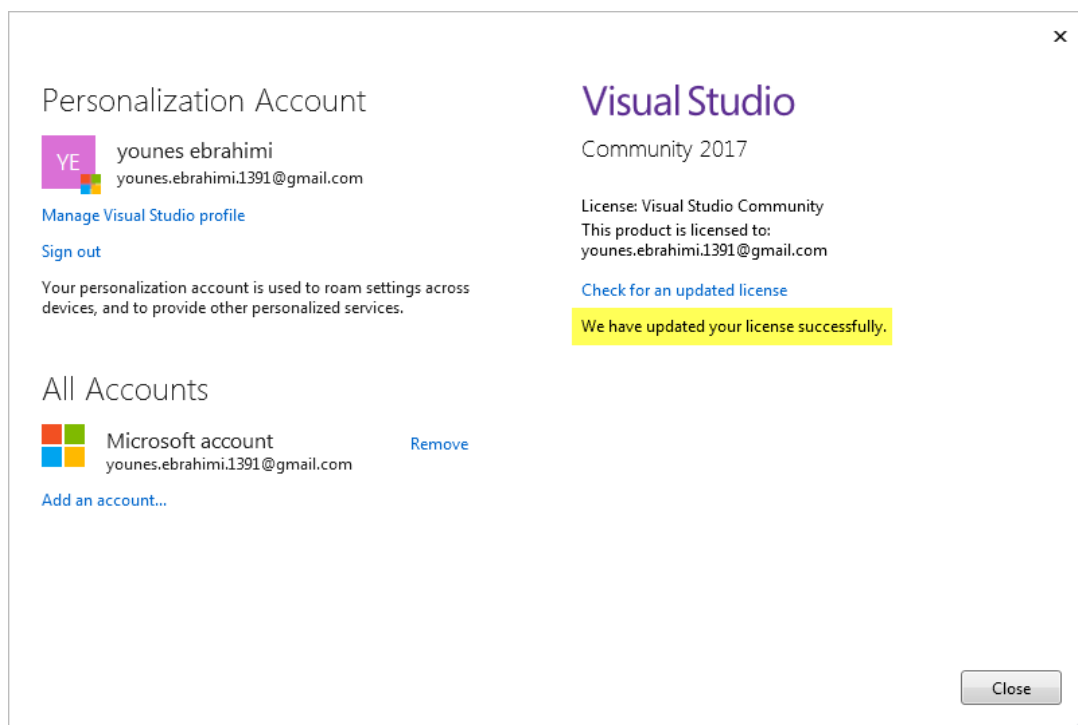 Personalization Account
YE
younes ebrahimi
younes.ebrahimi.1391@gmail.com
Manage Visual Studio profile
Sign out
Your personalization account is used to roam settings across
devices, and to provide other personalized services.
All Accounts
Microsoft account
younes.ebrahimi.1391@gmail.com
Remove
Add an account...
Visual Studio
Community 2017
License: Visual Studio Community
This product is licensed to:
younes.ebrahimi.1391@gmail.com
Check for an updated license
We have updated your license successfully.
Close